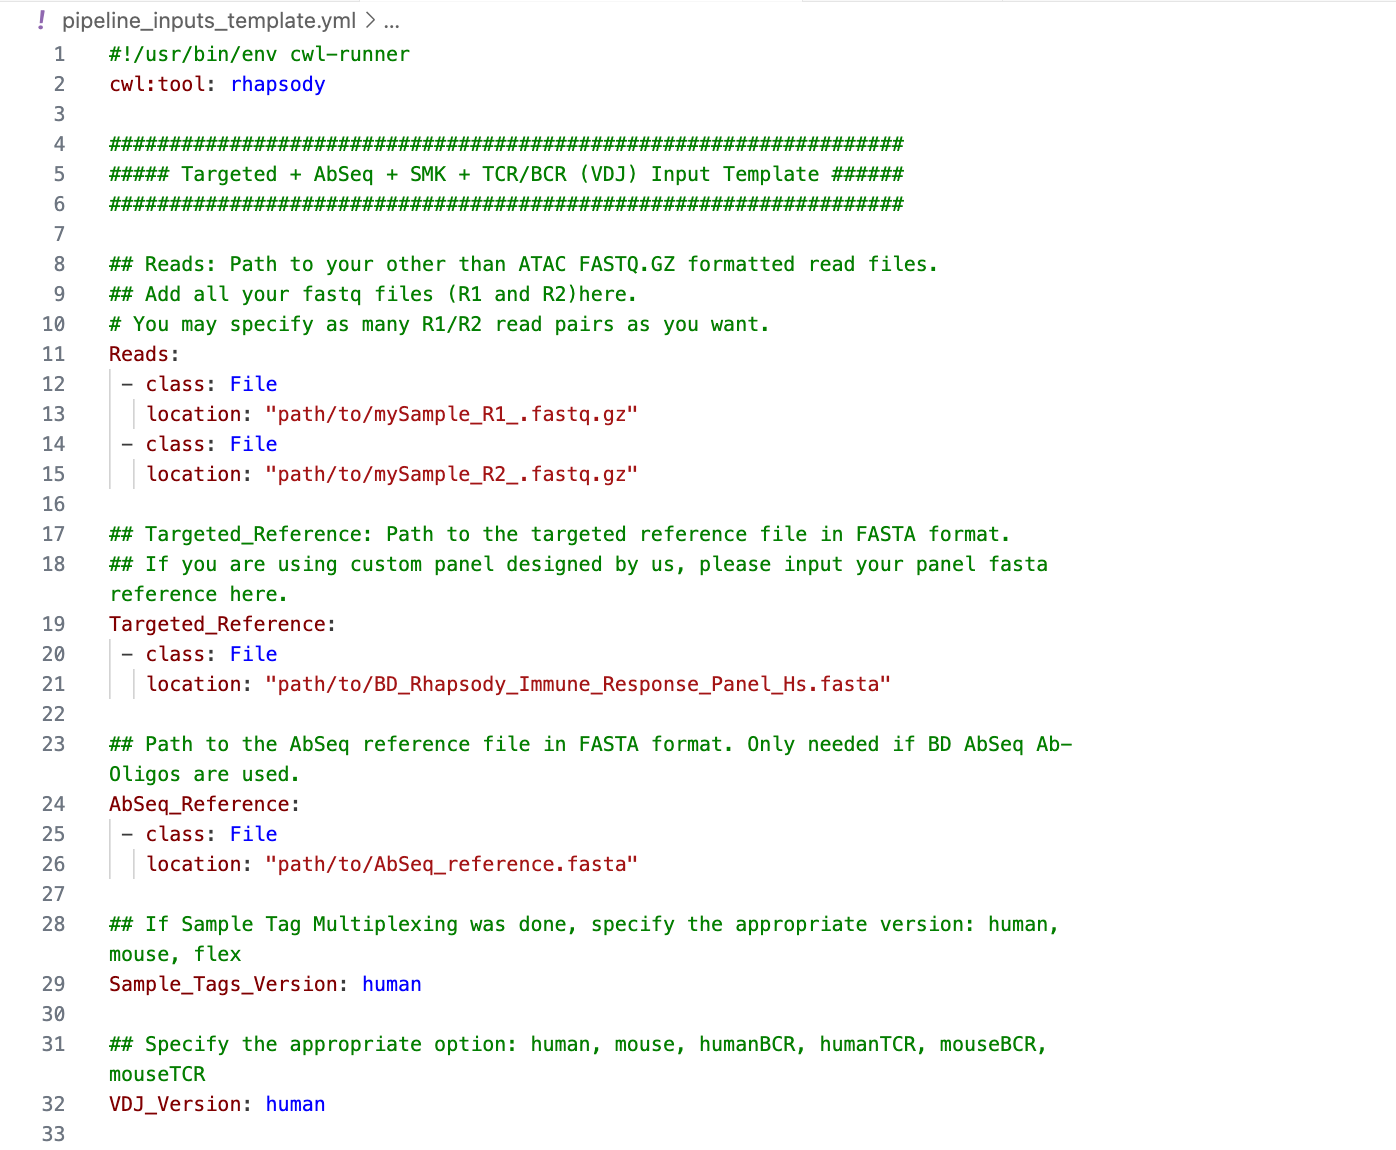 ! pipeline_inputs_template.yml > ...
1 #!/usr/bin/env cwl-runner
2 cwl:tool: rhapsody
3
4 ##################################################################
5 ##### Targeted + AbSeq + SMK + TCR/BCR (VDJ) Input Template ######
6 ##################################################################
7
8 ## Reads: Path to your other than ATAC FASTQ.GZ formatted read files.
9 ## Add all your fastq files (R1 and R2)here.
10 # You may specify as many R1/R2 read pairs as you want.
11 Reads:
12 - class: File
13 location: "path/to/mySample_R1_.fastq.gz"
14 - class: File
15 location: "path/to/mySample_R2_.fastq.gz"
16
17 ## Targeted_Reference: Path to the targeted reference file in FASTA format.
18 ## If you are using custom panel designed by us, please input your panel fasta
reference here.
19 Targeted_Reference:
20 - class: File
21 location: "path/to/BD_Rhapsody_Immune_Response_Panel_Hs.fasta"
22
23 ## Path to the AbSeq reference file in FASTA format. Only needed if BD AbSeq Ab-
Oligos are used.
24 AbSeq_Reference:
25 - class: File
26 location: "path/to/AbSeq_reference.fasta"
27
28 ## If Sample Tag Multiplexing was done, specify the appropriate version: human,
mouse, flex
29 Sample_Tags_Version: human
30
31 ## Specify the appropriate option: human, mouse, humanBCR, humanTCR, mouseBCR,
mouseTCR
32 VDJ_Version: human
33